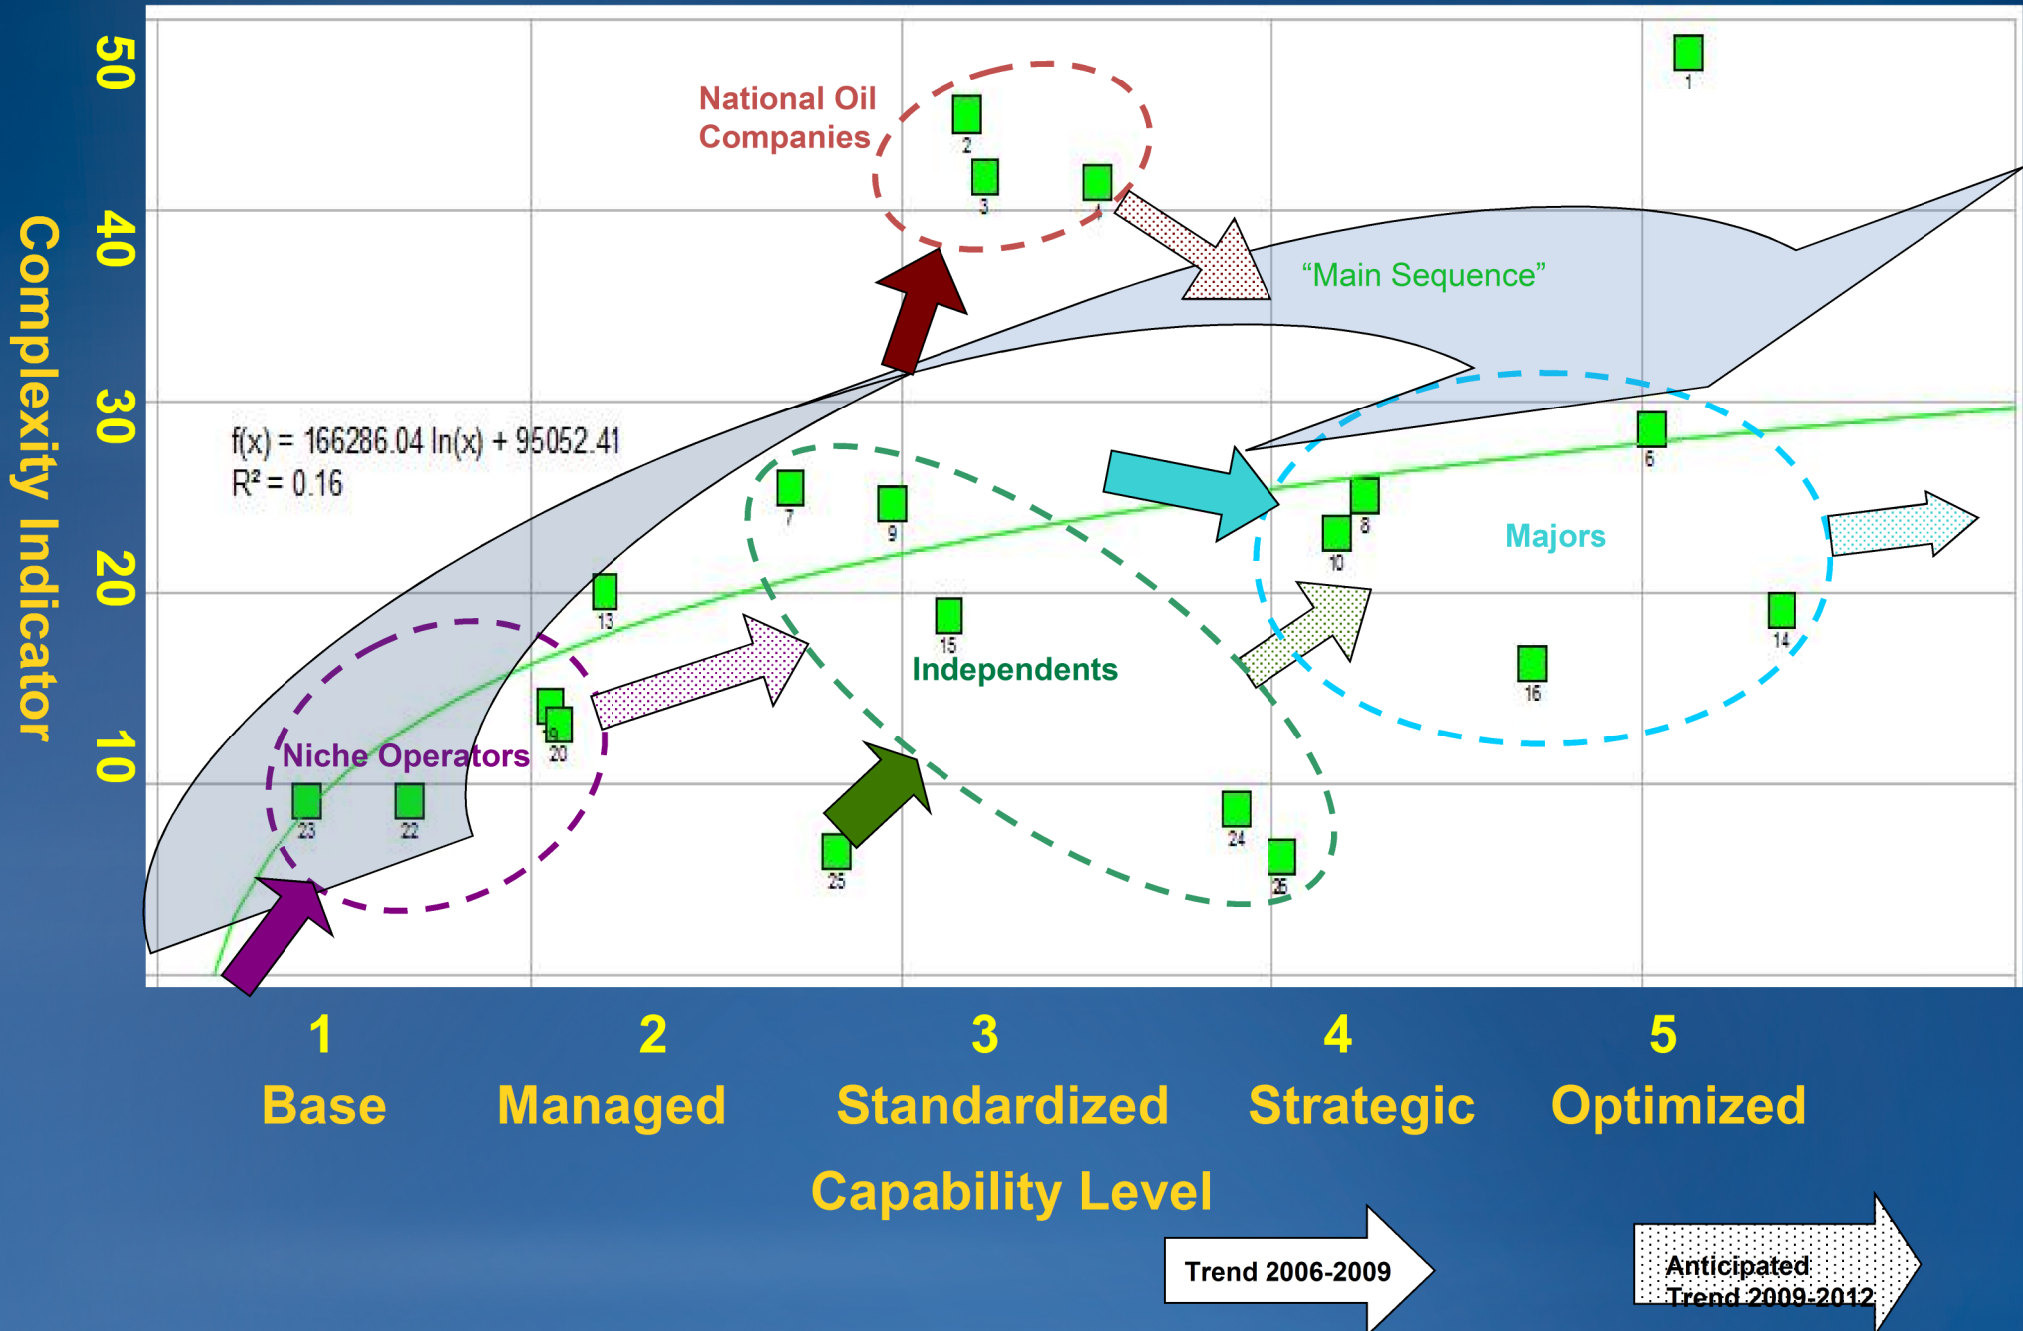 50
40
30
20
10
Complexity Indicator
National Oil
Companies
1
2
3
4
"Main Sequence"
f(x) = 166286.04 ln(x) + 95052.41
R² = 0.16
7
9
6
8
10
Majors
13
15
Independents
14
16
19
20
Niche Operators
23
22
24
25
1
2
3
4
5
Base
Managed
Standardized
Strategic
Optimized
Capability Level
Trend 2006-2009
Anticipated
Trend 2009-2012